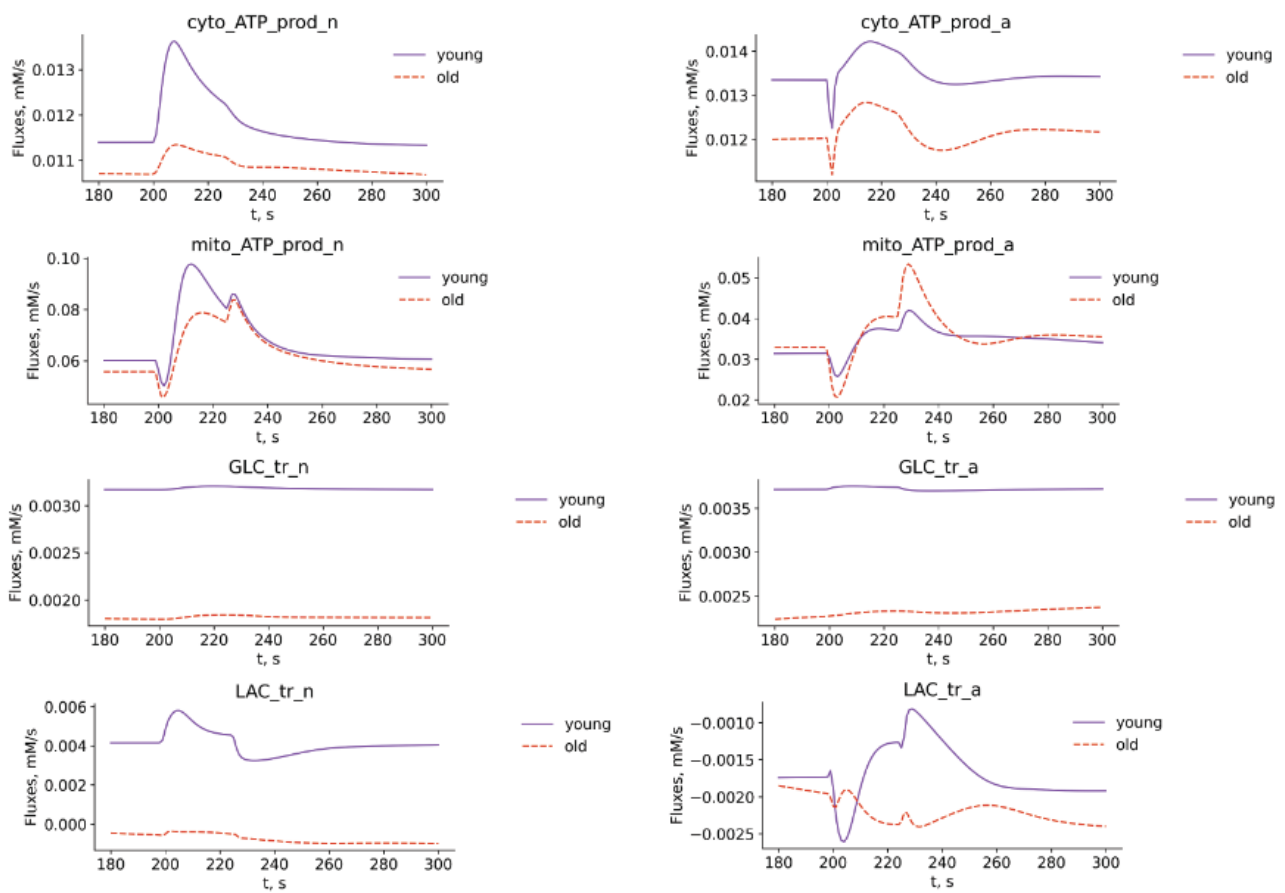 cyto_ATP_prod_n
Fluxes, mM/s
0.013
0.012
0.011
180 200 220 240 260 280 300
t, s
young
old
cyto_ATP_prod_a
Fluxes, mM/s
0.014
0.013
0.012
180 200 220 240 260 280 300
t, s
young
old
mito_ATP_prod_n
Fluxes, mM/s
0.10
0.08
0.06
180 200 220 240 260 280 300
t, s
young
old
mito_ATP_prod_a
Fluxes, mM/s
0.05
0.04
0.03
0.02
180 200 220 240 260 280 300
t, s
young
old
GLC_tr_n
Fluxes, mM/s
0.0030
0.0025
0.0020
180 200 220 240 260 280 300
t, s
young
old
GLC_tr_a
Fluxes, mM/s
0.0035
0.0030
0.0025
180 200 220 240 260 280 300
t, s
young
old
LAC_tr_n
Fluxes, mM/s
0.006
0.004
0.002
0.000
180 200 220 240 260 280 300
t, s
young
old
LAC_tr_a
Fluxes, mM/s
−0.0010
−0.0015
−0.0020
−0.0025
180 200 220 240 260 280 300
t, s
young
old